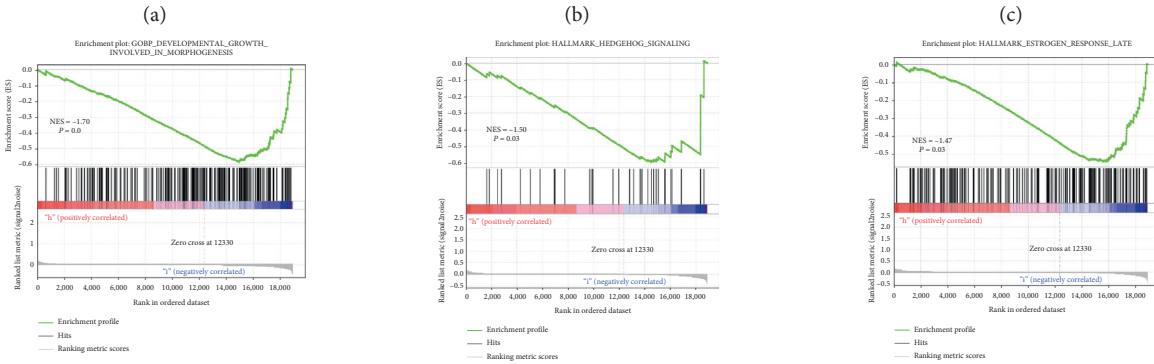 (a)
Enrichment plot: GOBP_DEVELOPMENTAL_GROWTH_
INVOLVED_IN_MORPHOGENESIS
Enrichment score (ES)
0.0
−0.1
−0.2
−0.3
−0.4
−0.5
−0.6
NES = −1.70
P = 0.0
Ranked list metric (signal2noise)
2
1
0
"h" (positively correlated)
Zero cross at 12330
"i" (negatively correlated)
0 2,000 4,000 6,000 8,000 10,000 12,000 14,000 16,000 18,000
Rank in ordered dataset
Enrichment profile
Hits
Ranking metric scores
(b)
Enrichment plot: HALLMARK_HEDGEHOG_SIGNALING
Enrichment score (ES)
0.0
−0.1
−0.2
−0.3
−0.4
−0.5
−0.6
NES = −1.50
P = 0.03
Ranked list metric (signal2noise)
2.5
2.0
1.5
1.0
0.5
0.0
−0.5
"h" (positively correlated)
Zero cross at 12330
"i" (negatively correlated)
0 2,000 4,000 6,000 8,000 10,000 12,000 14,000 16,000 18,000
Rank in ordered dataset
Enrichment profile
Hits
Ranking metric scores
(c)
Enrichment plot: HALLMARK_ESTROGEN_RESPONSE_LATE
Enrichment score (ES)
0.0
−0.1
−0.2
−0.3
−0.4
−0.5
NES = −1.47
P = 0.03
Ranked list metric (signal2noise)
2.5
2.0
1.5
1.0
0.5
0.0
−0.5
"h" (positively correlated)
Zero cross at 12330
"i" (negatively correlated)
0 2,000 4,000 6,000 8,000 10,000 12,000 14,000 16,000 18,000
Rank in ordered dataset
Enrichment profile
Hits
Ranking metric scores